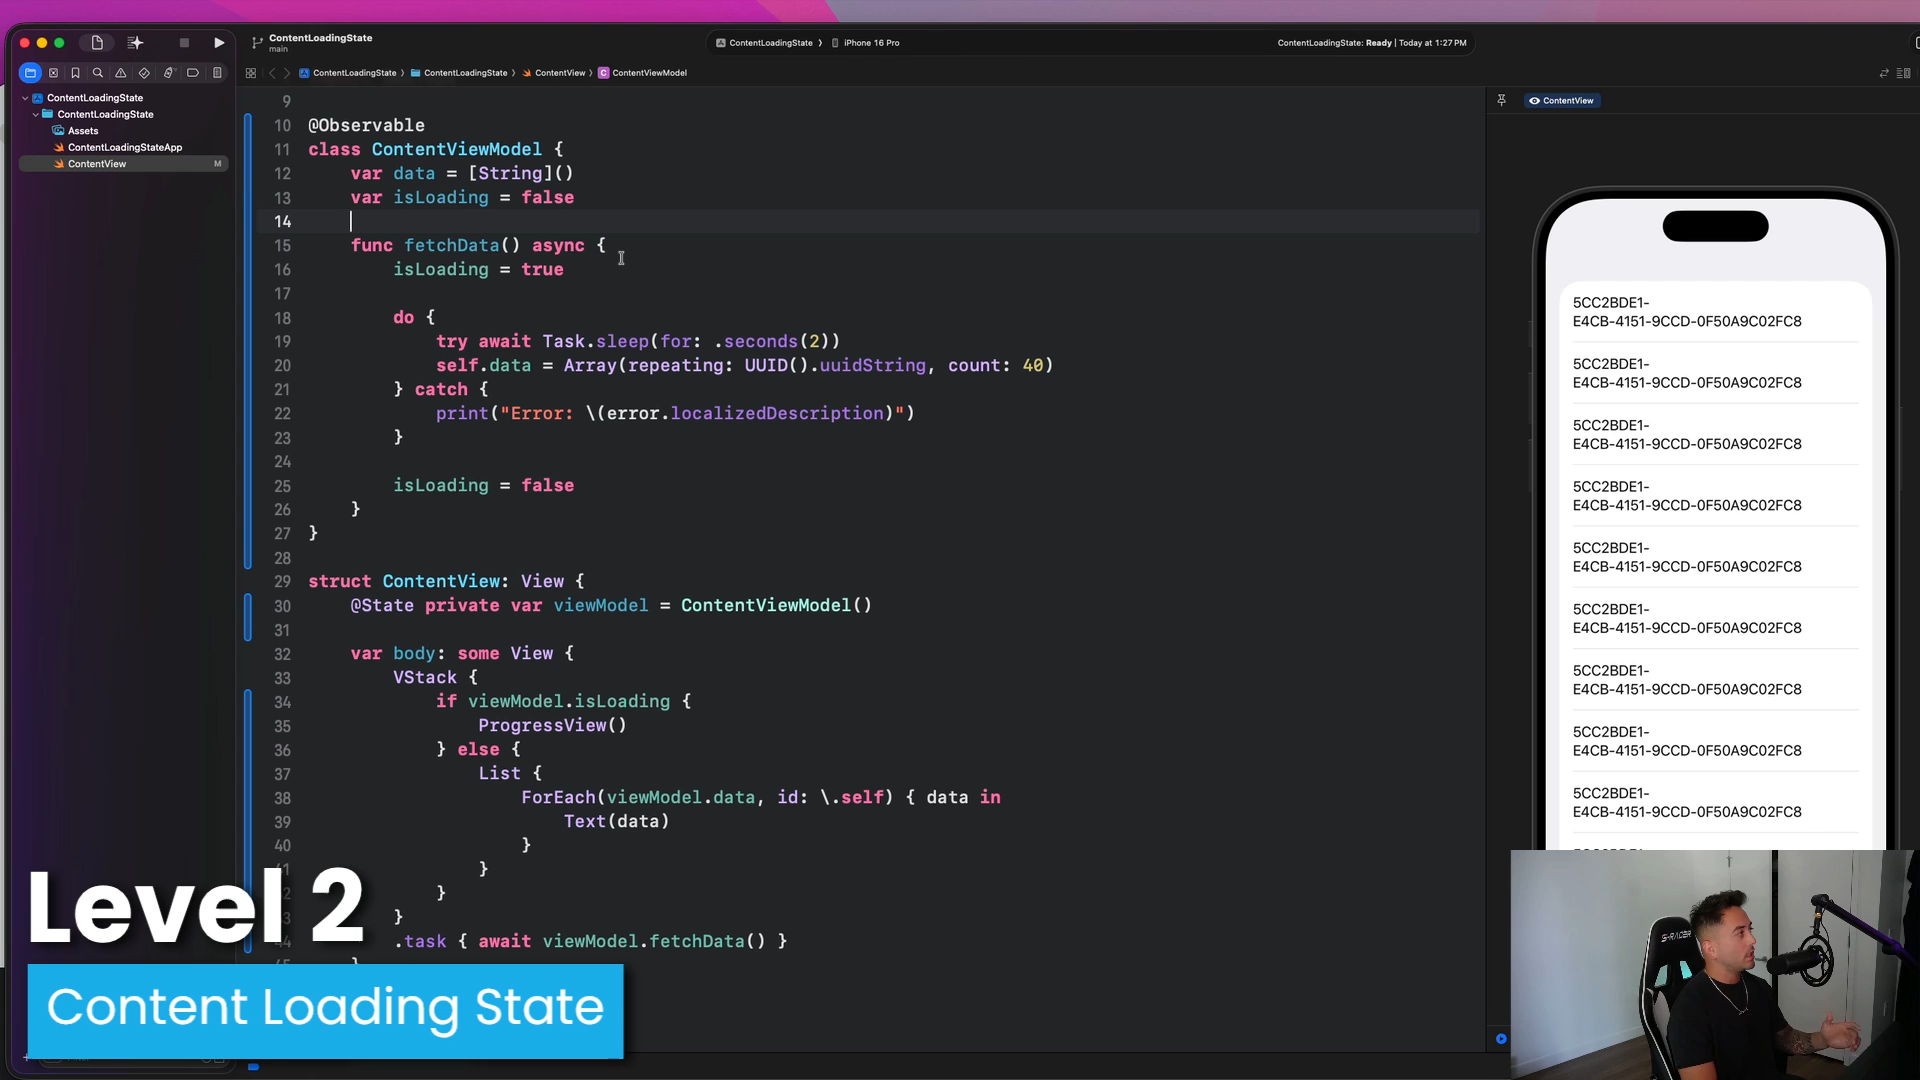 ContentLoadingState
main
ContentLoadingState
iPhone 16 Pro
ContentLoadingState: Ready | Today at 1:27 PM
ContentLoadingState
ContentLoadingState
ContentView
ContentViewModel
ContentLoadingState
ContentLoadingState
Assets
ContentLoadingStateApp
ContentView M
9
10 @Observable
11 class ContentViewModel {
12 var data = [String]()
13 var isLoading = false
14
15 func fetchData() async {
16 isLoading = true
17
18 do {
19 try await Task.sleep(for: .seconds(2))
20 self.data = Array(repeating: UUID().uuidString, count: 40)
21 } catch {
22 print("Error: \(error.localizedDescription)")
23 }
24
25 isLoading = false
26 }
27 }
28
29 struct ContentView: View {
30 @State private var viewModel = ContentViewModel()
31
32 var body: some View {
33 VStack {
34 if viewModel.isLoading {
35 ProgressView()
36 } else {
37 List {
38 ForEach(viewModel.data, id: \.self) { data in
39 Text(data)
40 }
}
}
}
.task { await viewModel.fetchData() }
ContentView
5CC2BDE1-
E4CB-4151-9CCD-0F50A9C02FC8
5CC2BDE1-
E4CB-4151-9CCD-0F50A9C02FC8
5CC2BDE1-
E4CB-4151-9CCD-0F50A9C02FC8
5CC2BDE1-
E4CB-4151-9CCD-0F50A9C02FC8
5CC2BDE1-
E4CB-4151-9CCD-0F50A9C02FC8
5CC2BDE1-
E4CB-4151-9CCD-0F50A9C02FC8
5CC2BDE1-
E4CB-4151-9CCD-0F50A9C02FC8
5CC2BDE1-
E4CB-4151-9CCD-0F50A9C02FC8
5CC2BDE1-
E4CB-4151-9CCD-0F50A9C02FC8
S-RACER
Level 2
Content Loading State